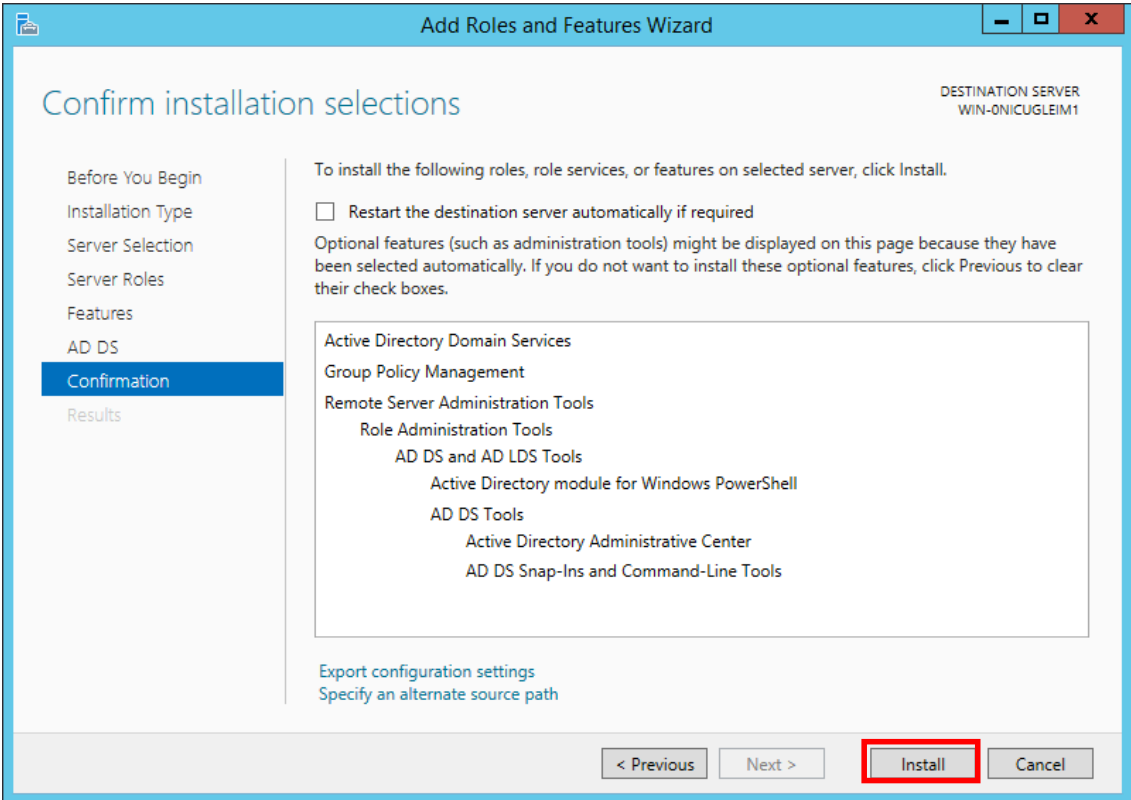 Add Roles and Features Wizard
Confirm installation selections
DESTINATION SERVER
WIN-0NICUGLEIM1
Before You Begin
Installation Type
Server Selection
Server Roles
Features
AD DS
Confirmation
Results
To install the following roles, role services, or features on selected server, click Install.
Restart the destination server automatically if required
Optional features (such as administration tools) might be displayed on this page because they have
been selected automatically. If you do not want to install these optional features, click Previous to clear
their check boxes.
Active Directory Domain Services
Group Policy Management
Remote Server Administration Tools
Role Administration Tools
AD DS and AD LDS Tools
Active Directory module for Windows PowerShell
AD DS Tools
Active Directory Administrative Center
AD DS Snap-Ins and Command-Line Tools
Export configuration settings
Specify an alternate source path
< Previous
Next >
Install
Cancel